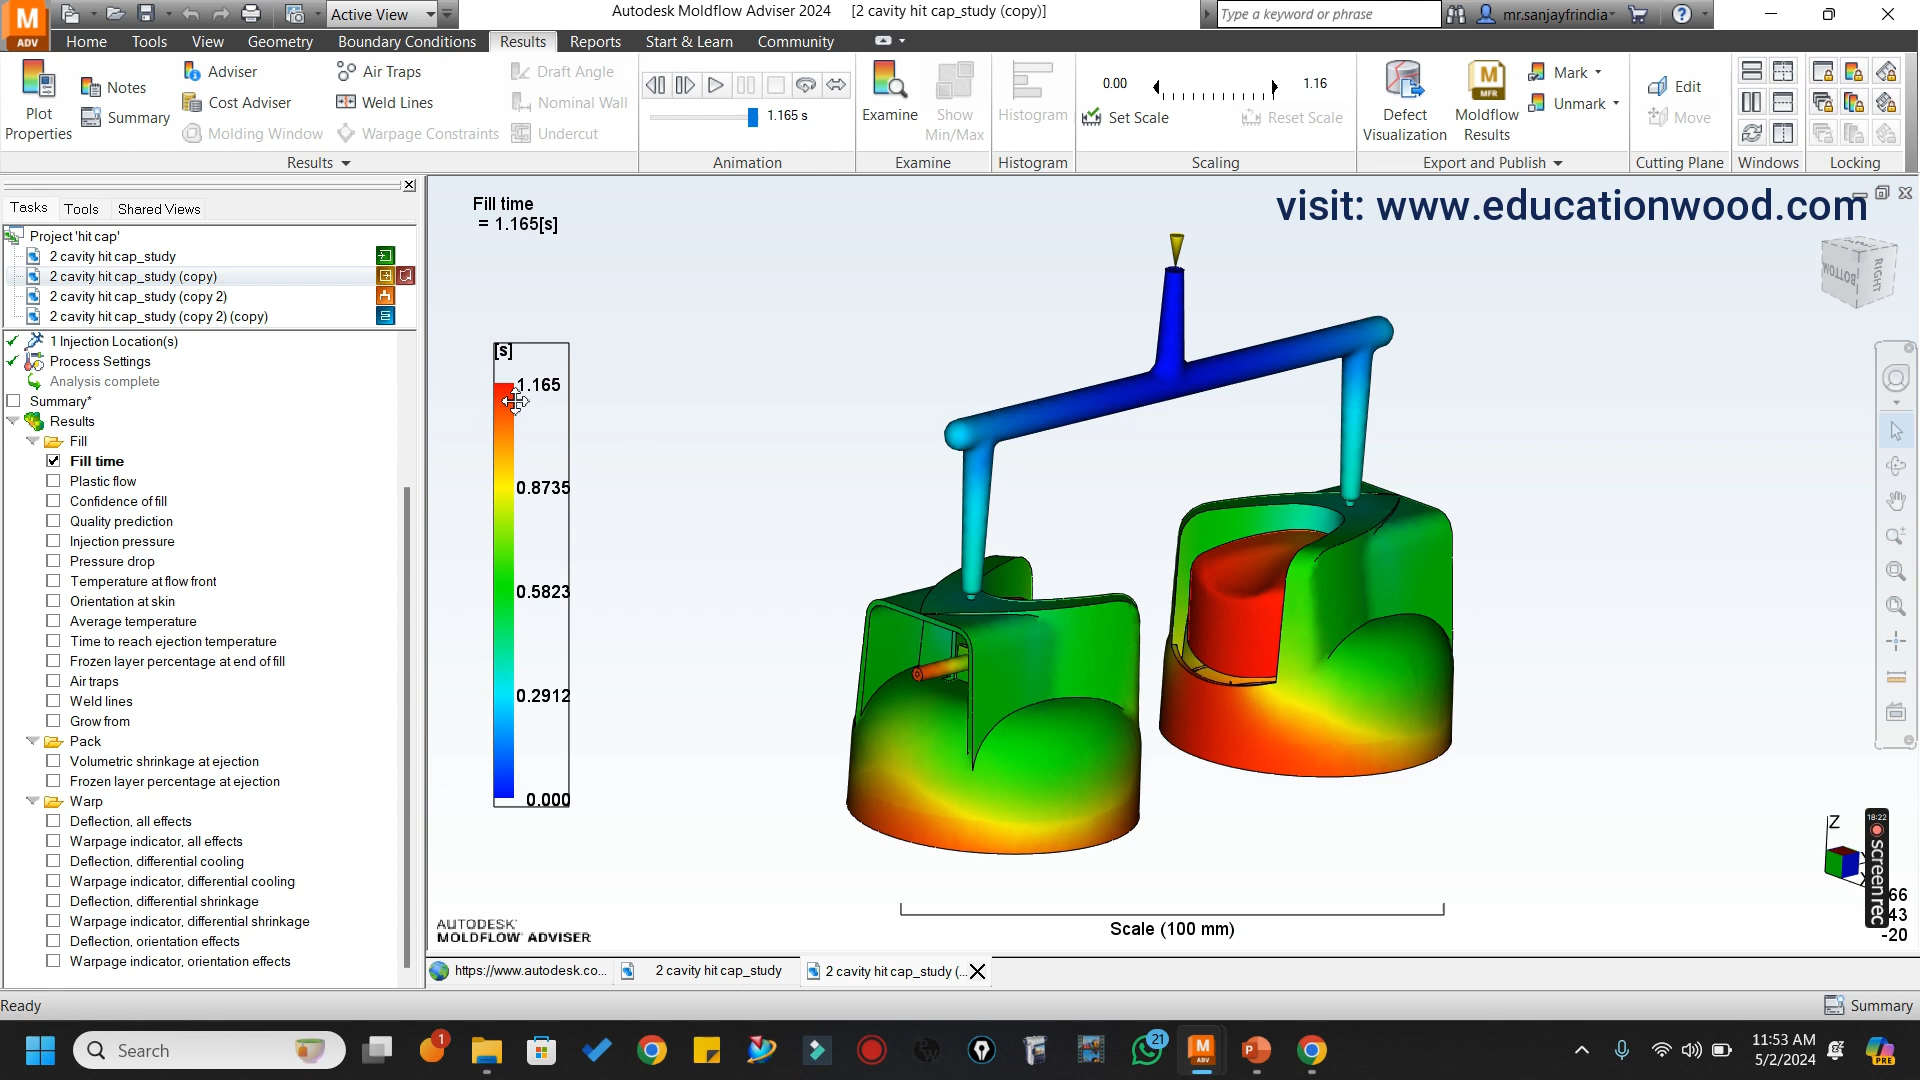 M
ADV
Active View
Autodesk Moldflow Adviser 2024 [2 cavity hit cap_study (copy)]
Type a keyword or phrase
mr.sanjayfrindia
?
Home Tools View Geometry Boundary Conditions Results Reports Start & Learn Community
Plot Properties
Notes
Summary
Adviser
Cost Adviser
Molding Window
Air Traps
Weld Lines
Warpage Constraints
Draft Angle
Nominal Wall
Undercut
1.165 s
Examine
Show Min/Max
Histogram
0.00 1.16
Set Scale Reset Scale
Defect Visualization
M
MFR
Moldflow Results
Mark
Unmark
Edit
Move
Results Animation Examine Histogram Scaling Export and Publish Cutting Plane Windows Locking
Tasks Tools Shared Views
Project 'hit cap'
2 cavity hit cap_study
2 cavity hit cap_study (copy)
2 cavity hit cap_study (copy 2)
2 cavity hit cap_study (copy 2) (copy)
1 Injection Location(s)
Process Settings
Analysis complete
Summary*
Results
Fill
Fill time
Plastic flow
Confidence of fill
Quality prediction
Injection pressure
Pressure drop
Temperature at flow front
Orientation at skin
Average temperature
Time to reach ejection temperature
Frozen layer percentage at end of fill
Air traps
Weld lines
Grow from
Pack
Volumetric shrinkage at ejection
Frozen layer percentage at ejection
Warp
Deflection, all effects
Warpage indicator, all effects
Deflection, differential cooling
Warpage indicator, differential cooling
Deflection, differential shrinkage
Warpage indicator, differential shrinkage
Deflection, orientation effects
Warpage indicator, orientation effects
Fill time
= 1.165[s]
visit: www.educationwood.com
BOTTOM
RIGHT
[s]
1.165
0.8735
0.5823
0.2912
0.000
Z
18:22
screenrec
66
43
-20
Scale (100 mm)
AUTODESK
MOLDFLOW ADVISER
https://www.autodesk.co... 2 cavity hit cap_study 2 cavity hit cap_study (...
Ready
Summary
Search
1
21
M
ADV
P
11:53 AM
5/2/2024
PRE